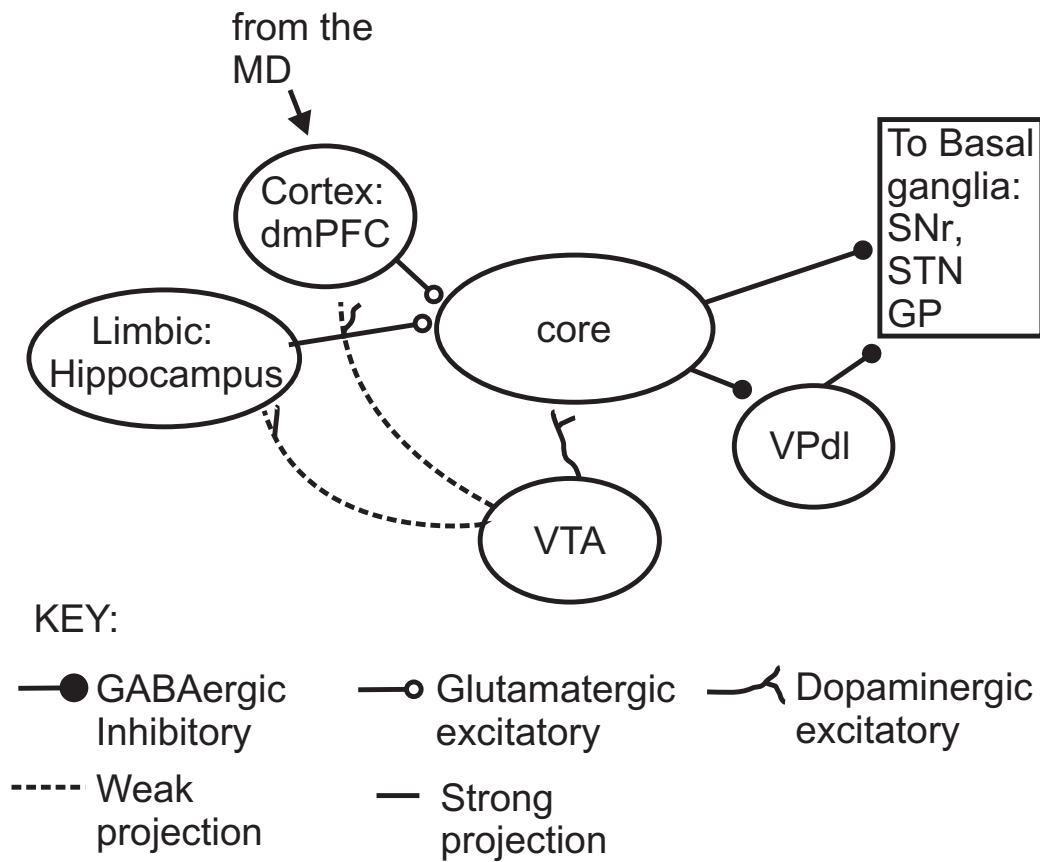 from the
MD
Cortex:
dmPFC
To Basal
ganglia:
SNr,
STN
GP
Limbic:
Hippocampus
core
VPdl
VTA
KEY:
GABAergic
Inhibitory
Glutamatergic
excitatory
Dopaminergic
excitatory
Weak
projection
Strong
projection